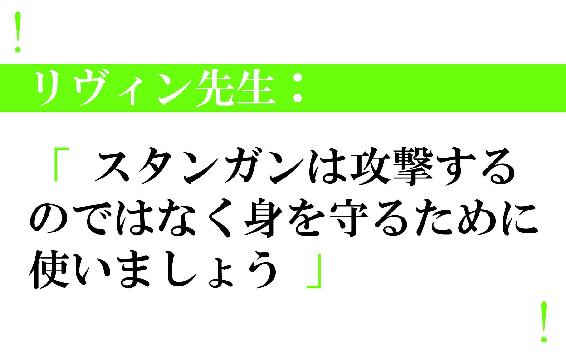 !
リヴィン先生：
「 スタンガンは攻撃する
のではなく身を守るために
使いましょう 」
!